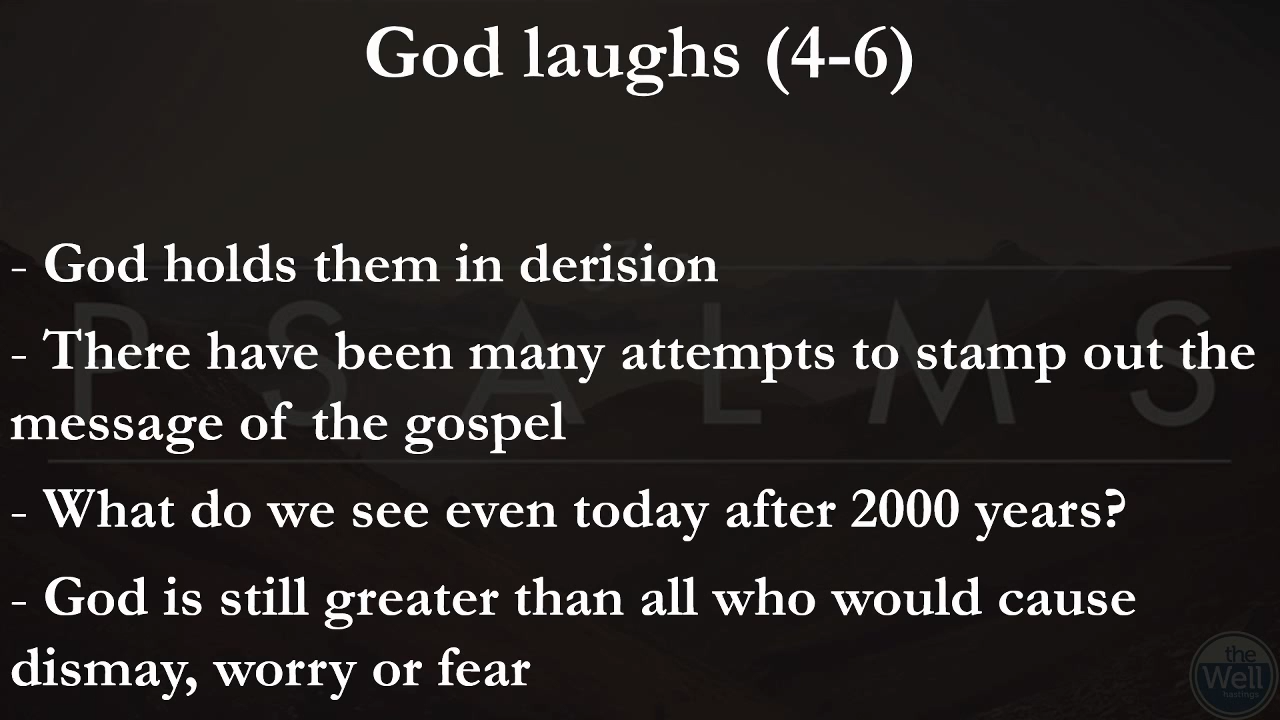 God laughs (4-6)
- God holds them in derision
- There have been many attempts to stamp out the
message of the gospel
- What do we see even today after 2000 years?
- God is still greater than all who would cause
dismay, worry or fear
PSALMS
the
Well
hastings